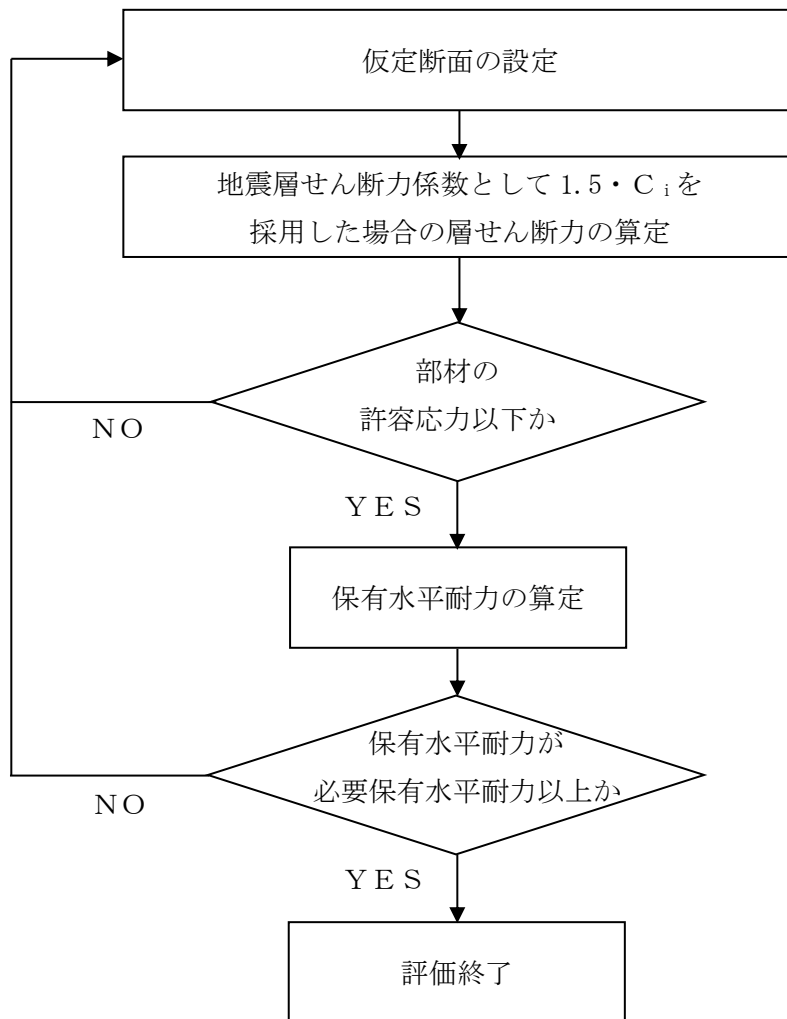 仮定断面の設定
地震層せん断力係数として1.5・Ｃｉを
採用した場合の層せん断力の算定
部材の
許容応力以下か
ＮＯ
ＹＥＳ
保有水平耐力の算定
保有水平耐力が
必要保有水平耐力以上か
ＮＯ
ＹＥＳ
評価終了